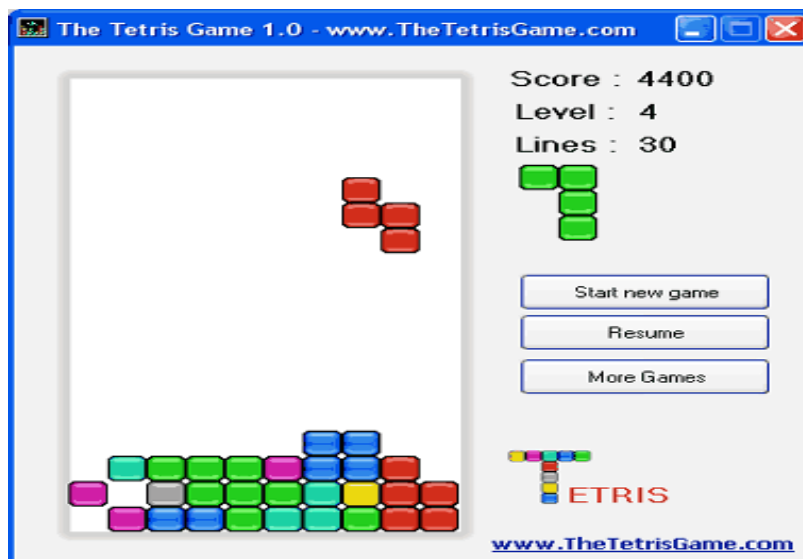 The Tetris Game 1.0 - www.TheTetrisGame.com
Score : 4400
Level : 4
Lines : 30
Start new game
Resume
More Games
TETRIS
www.TheTetrisGame.com